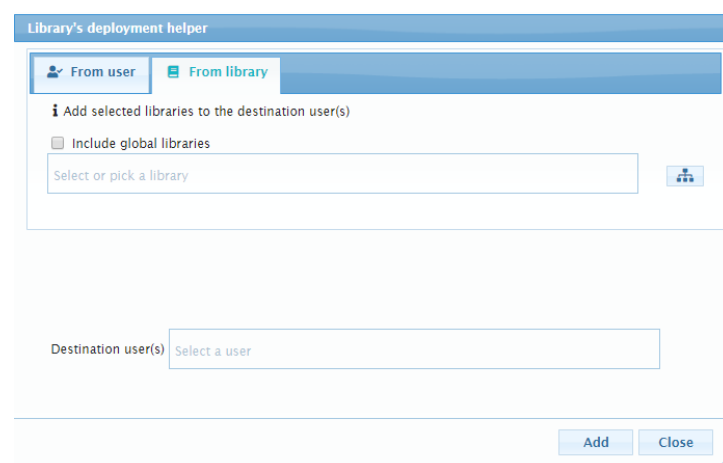 Library's deployment helper
From user From library
Add selected libraries to the destination user(s)
Include global libraries
Select or pick a library
Destination user(s) Select a user
Add Close